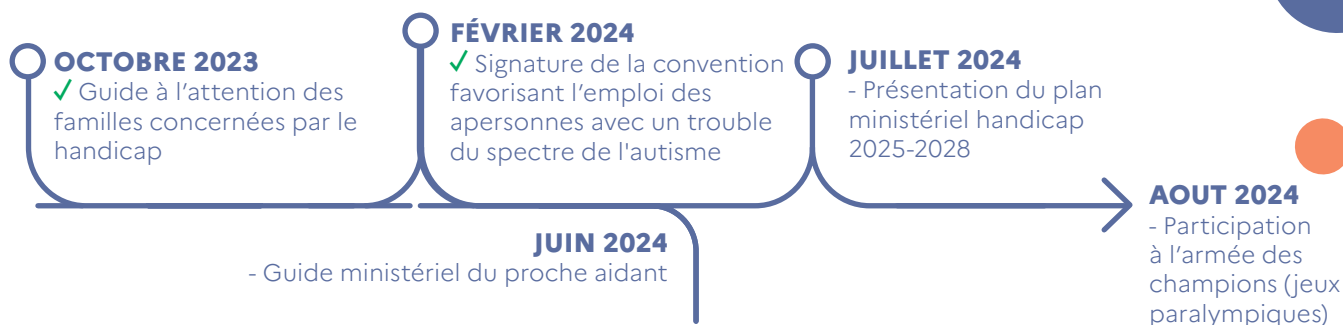 OCTOBRE 2023
✓ Guide à l’attention des
familles concernées par le
handicap
FÉVRIER 2024
✓ Signature de la convention
favorisant l’emploi des
apersonnes avec un trouble
du spectre de l'autisme
JUIN 2024
- Guide ministériel du proche aidant
JUILLET 2024
- Présentation du plan
ministériel handicap
2025-2028
AOUT 2024
- Participation
à l’armée des
champions (jeux
paralympiques)